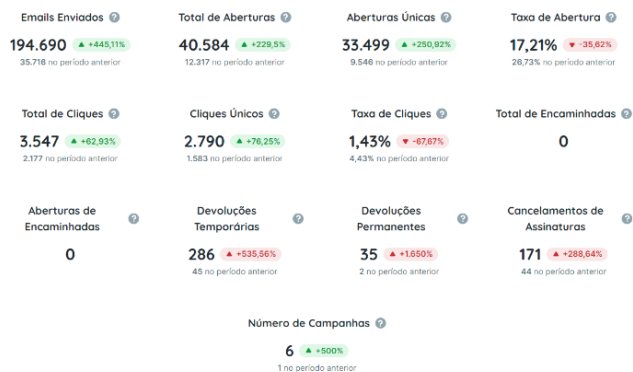 Emails Enviados ?
Total de Aberturas ?
Aberturas Únicas ?
Taxa de Abertura ?
194.690 ▲ +445,11%
40.584 ▲ +229,5%
33.499 ▲ +250,92%
17,21% ▼ -35,62%
35.716 no período anterior
12.317 no período anterior
9.546 no período anterior
26,73% no período anterior
Total de Cliques ?
Cliques Únicos ?
Taxa de Cliques ?
Total de Encaminhadas ?
3.547 ▲ +62,93%
2.790 ▲ +76,25%
1,43% ▼ -67,67%
0
2.177 no período anterior
1.583 no período anterior
4,43% no período anterior
Aberturas de
Encaminhadas ?
Devoluções
Temporárias ?
Devoluções
Permanentes ?
Cancelamentos de
Assinaturas ?
0
286 ▲ +535,56%
35 ▲ +1.650%
171 ▲ +288,64%
45 no período anterior
2 no período anterior
44 no período anterior
Número de Campanhas ?
6 ▲ +500%
1 no período anterior